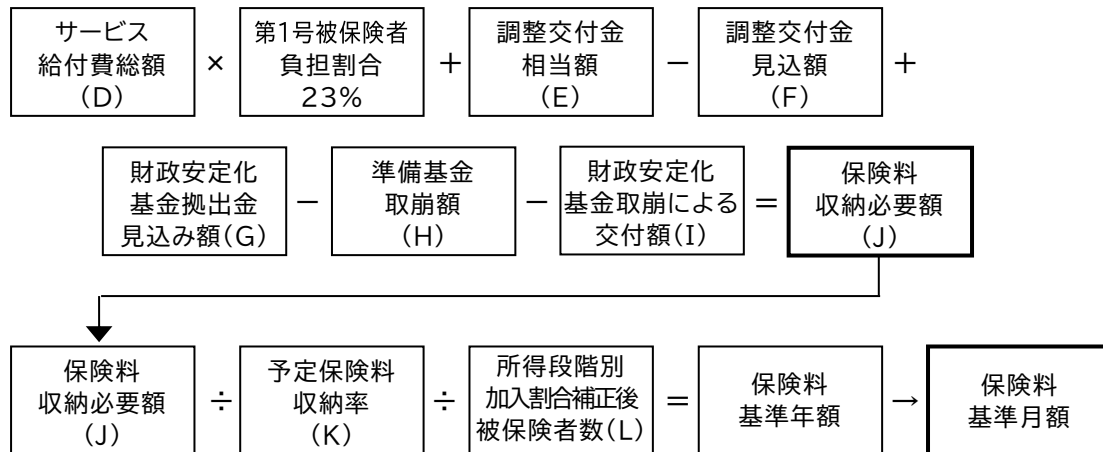 サービス
給付費総額
(D)
×
第1号被保険者
負担割合
23%
+
調整交付金
相当額
(E)
−
調整交付金
見込額
(F)
+
財政安定化
基金拠出金
見込み額(G)
−
準備基金
取崩額
(H)
−
財政安定化
基金取崩による
交付額(I)
=
保険料
収納必要額
(J)
保険料
収納必要額
(J)
÷
予定保険料
収納率
(K)
÷
所得段階別
加入割合補正後
被保険者数(L)
=
保険料
基準年額
→
保険料
基準月額